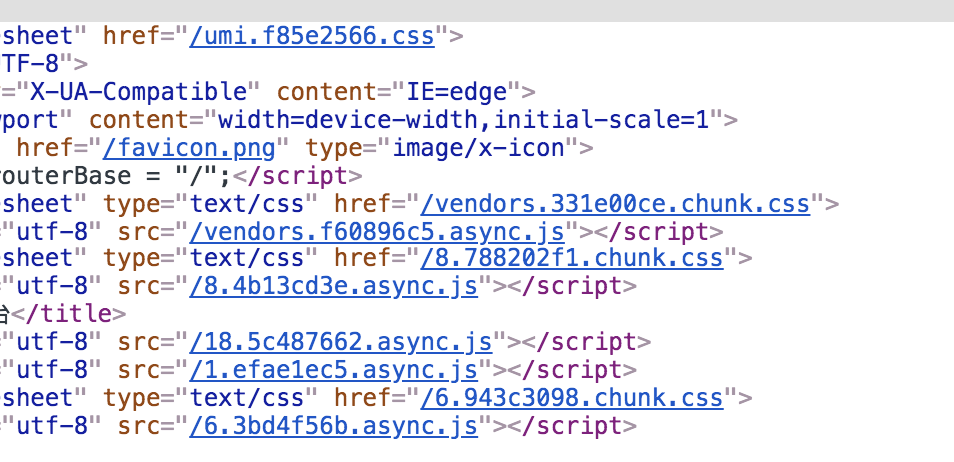 sheet" href="/umi.f85e2566.css">
TF-8">
="X-UA-Compatible" content="IE=edge">
port" content="width=device-width,initial-scale=1">
href="/favicon.png" type="image/x-icon">
outerBase = "/";</script>
sheet" type="text/css" href="/vendors.331e00ce.chunk.css">
="utf-8" src="/vendors.f60896c5.async.js"></script>
sheet" type="text/css" href="/8.788202f1.chunk.css">
="utf-8" src="/8.4b13cd3e.async.js"></script>
台</title>
="utf-8" src="/18.5c487662.async.js"></script>
="utf-8" src="/1.efae1ec5.async.js"></script>
sheet" type="text/css" href="/6.943c3098.chunk.css">
="utf-8" src="/6.3bd4f56b.async.js"></script>